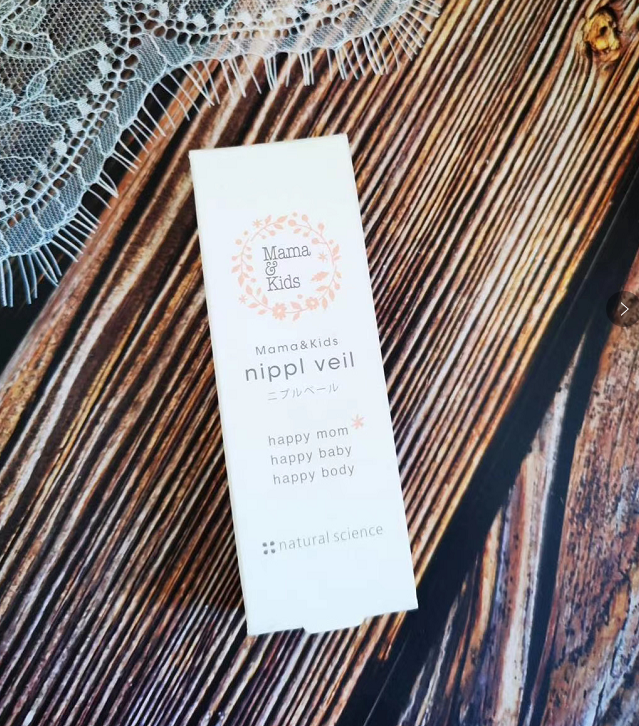 Mama
&
Kids
Mama&Kids
nippl veil
ニプルベール
happy mom
happy baby
happy body
natural science